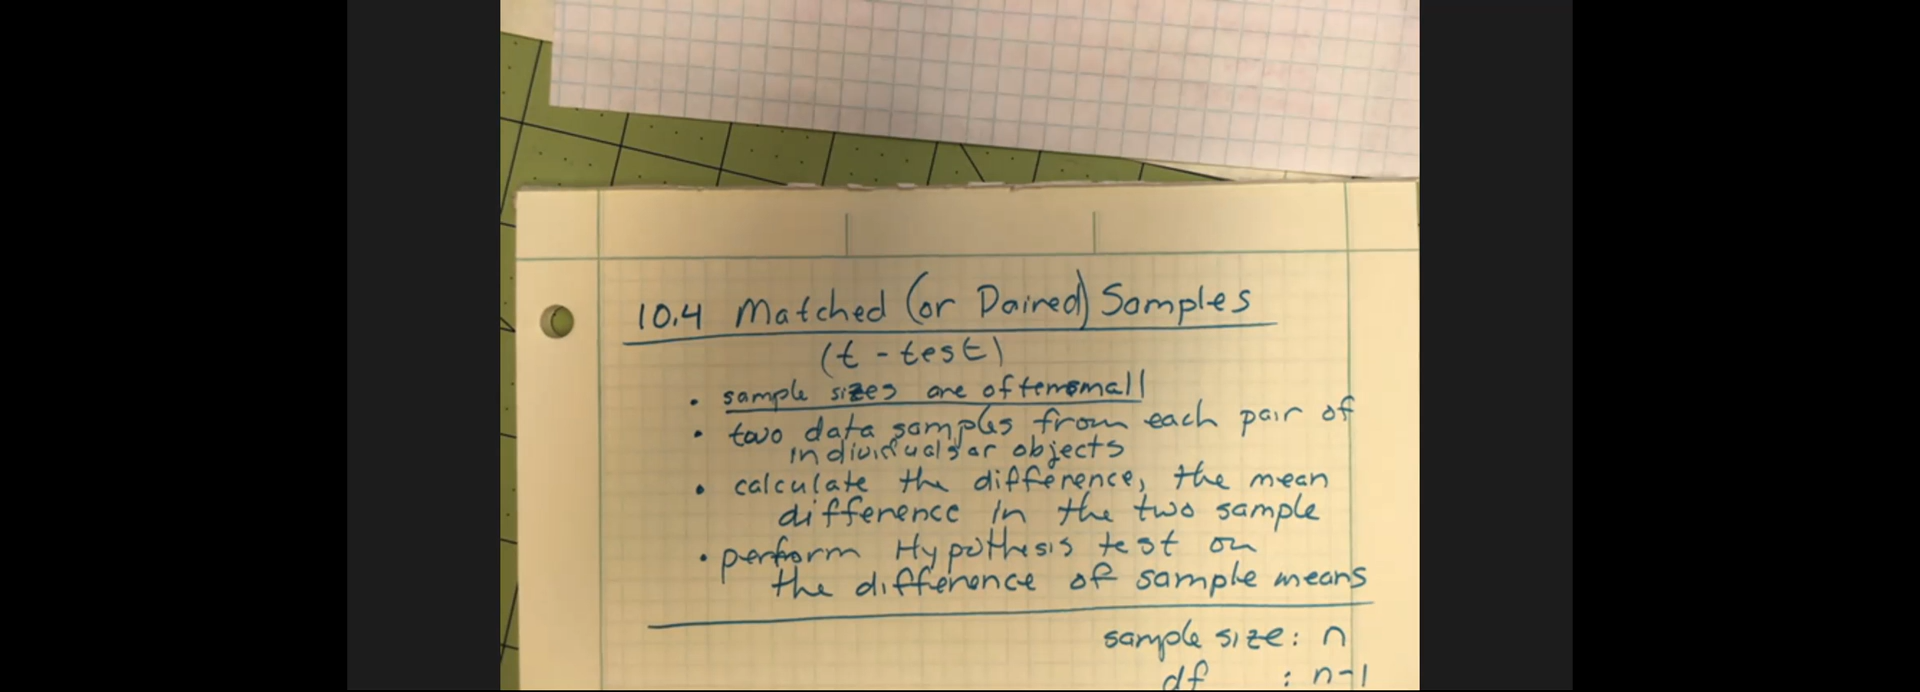 10.4 Matched (or Paired) Samples
(t - test)
• sample sizes are often small
• two data samples from each pair of
individuals or objects
• calculate the difference, the mean
difference in the two sample
• perform Hypothesis test on
the difference of sample means
sample size: n
df : n-1